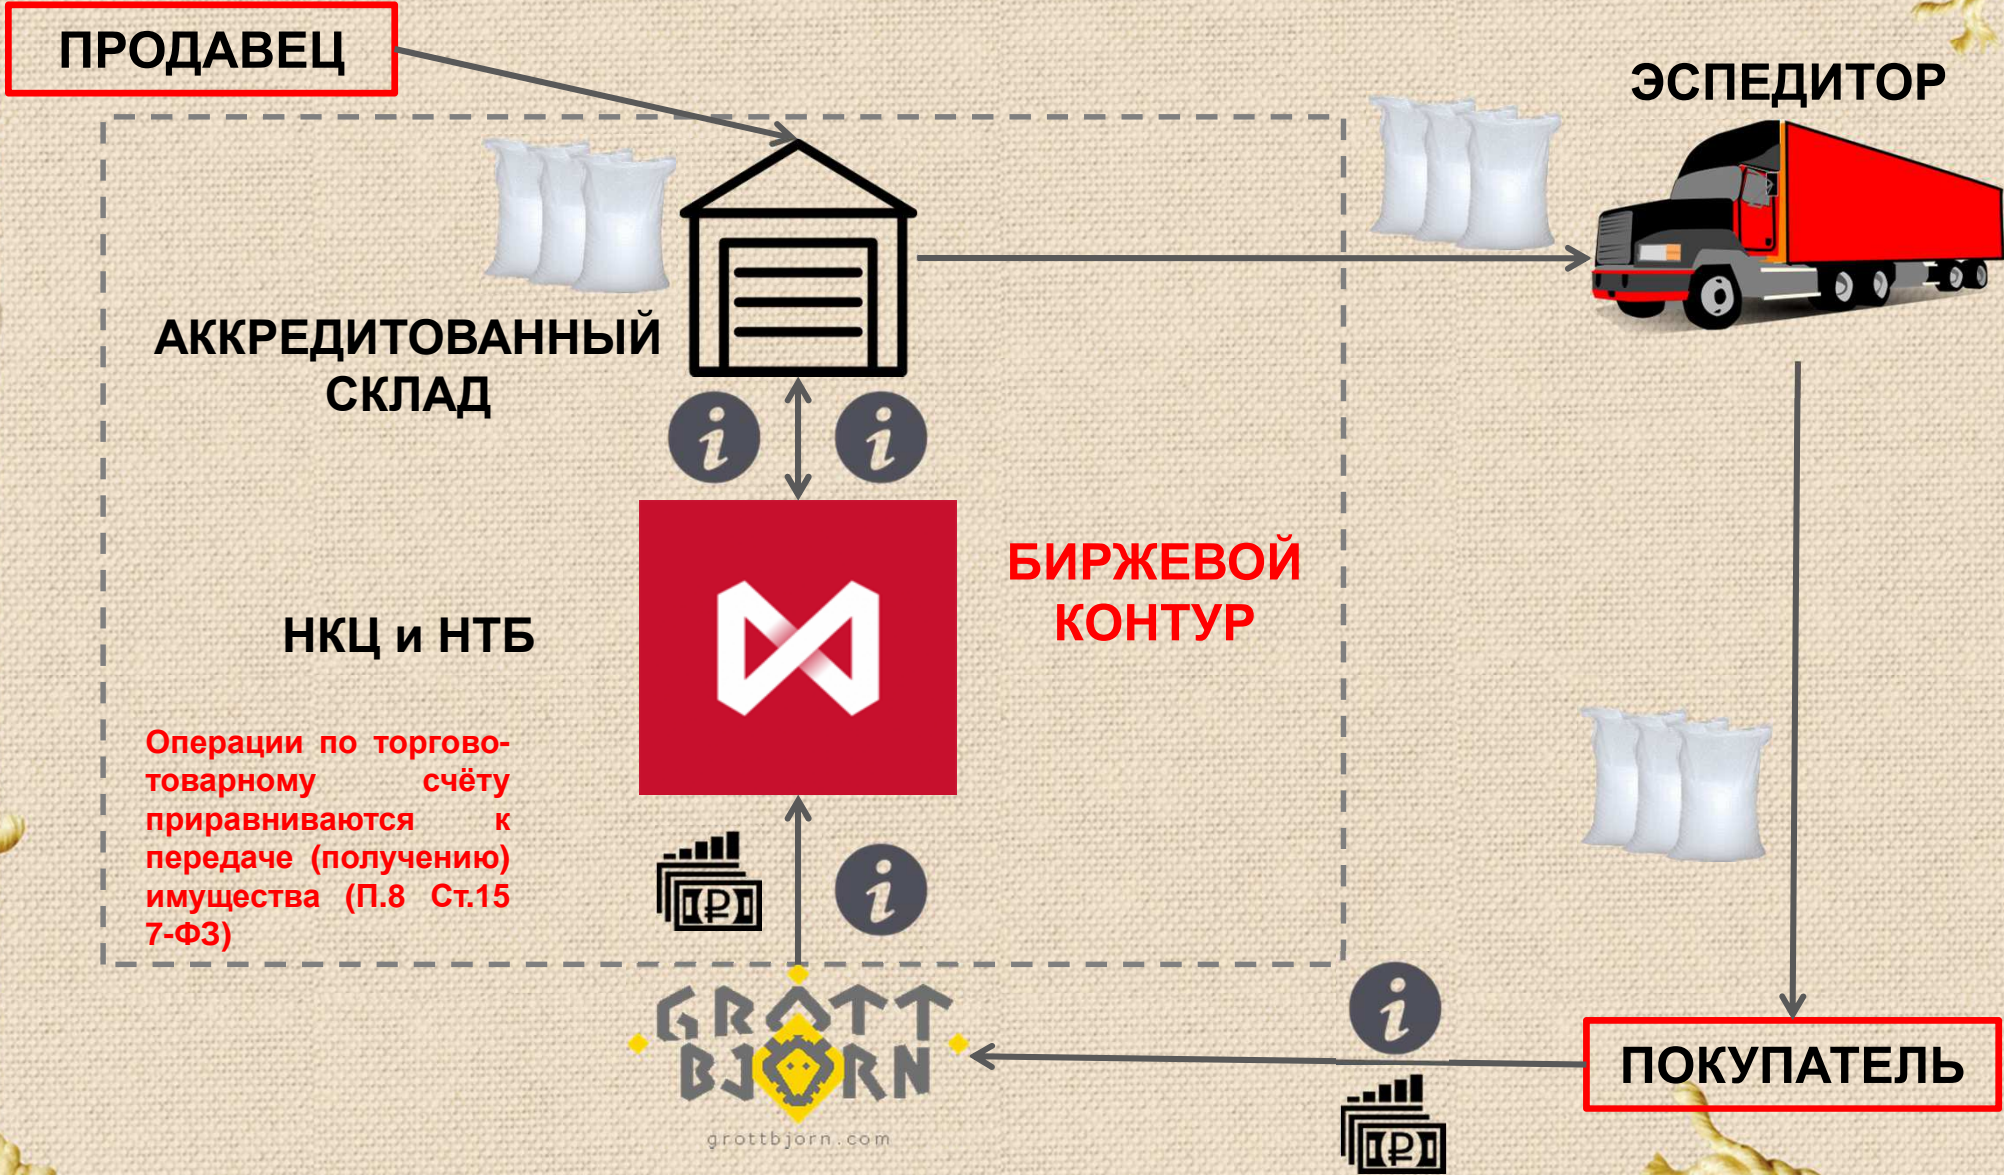 ПРОДАВЕЦ
ЭСПЕДИТОР
АККРЕДИТОВАННЫЙ
СКЛАД
БИРЖЕВОЙ
КОНТУР
НКЦ и НТБ
Операции по торгово-
товарному счёту
приравниваются к
передаче (получению)
имущества (П.8 Ст.15
7-ФЗ)
GROTT
BJORN
grottbjorn.com
ПОКУПАТЕЛЬ